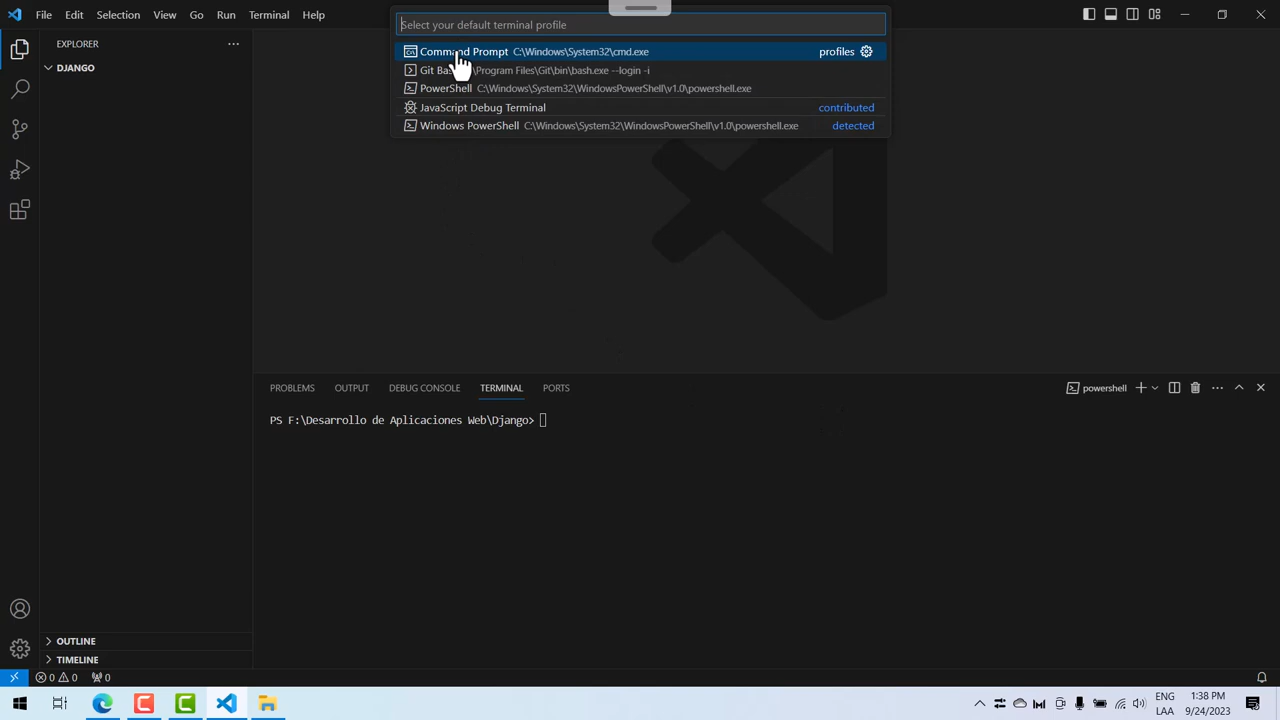 File Edit Selection View Go Run Terminal Help
Select your default terminal profile
Command Prompt C:\Windows\System32\cmd.exe profiles
Git \Program Files\Git\bin\bash.exe --login -i
PowerShell C:\Windows\System32\WindowsPowerShell\v1.0\powershell.exe
JavaScript Debug Terminal contributed
Windows PowerShell C:\Windows\System32\WindowsPowerShell\v1.0\powershell.exe detected
EXPLORER
DJANGO
PROBLEMS OUTPUT DEBUG CONSOLE TERMINAL PORTS powershell
PS F:\Desarrollo de Aplicaciones Web\Django>
OUTLINE
TIMELINE
0 0 0
ENG 1:38 PM
LAA 9/24/2023